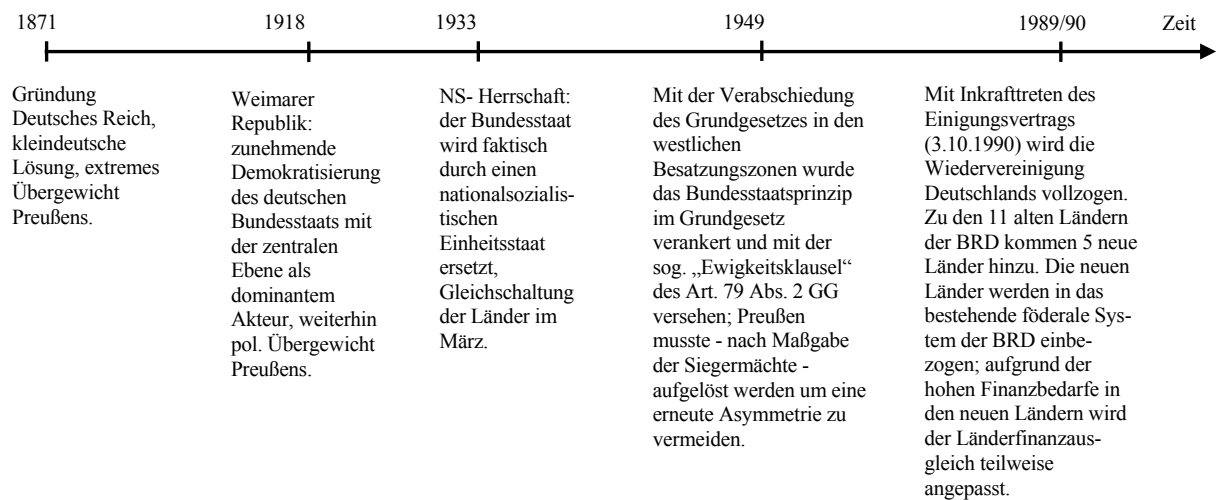 1871 1918 1933 1949 1989/90 Zeit
Gründung
Deutsches Reich,
kleindeutsche
Lösung, extremes
Übergewicht
Preußens.
Weimarer
Republik:
zunehmende
Demokratisierung
des deutschen
Bundesstaats mit
der zentralen
Ebene als
dominantem
Akteur, weiterhin
pol. Übergewicht
Preußens.
NS- Herrschaft:
der Bundesstaat
wird faktisch
durch einen
nationalsozialis-
tischen
Einheitsstaat
ersetzt,
Gleichschaltung
der Länder im
März.
Mit der Verabschiedung
des Grundgesetzes in den
westlichen
Besatzungszonen wurde
das Bundesstaatsprinzip
im Grundgesetz
verankert und mit der
sog. „Ewigkeitsklausel“
des Art. 79 Abs. 2 GG
versehen; Preußen
musste - nach Maßgabe
der Siegermächte -
aufgelöst werden um eine
erneute Asymmetrie zu
vermeiden.
Mit Inkrafttreten des
Einigungsvertrags
(3.10.1990) wird die
Wiedervereinigung
Deutschlands vollzogen.
Zu den 11 alten Ländern
der BRD kommen 5 neue
Länder hinzu. Die neuen
Länder werden in das
bestehende föderale Sys-
tem der BRD einbe-
zogen; aufgrund der
hohen Finanzbedarfe in
den neuen Ländern wird
der Länderfinanzaus-
gleich teilweise
angepasst.